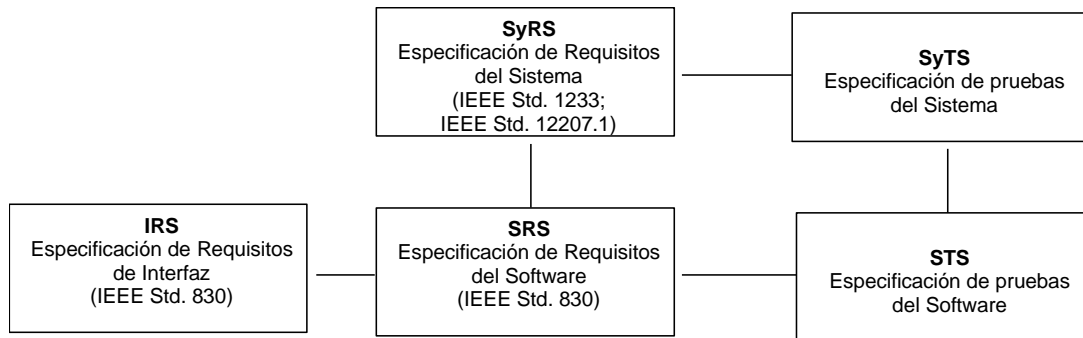 SyRS
Especificación de Requisitos
del Sistema
(IEEE Std. 1233;
IEEE Std. 12207.1)
SyTS
Especificación de pruebas
del Sistema
IRS
Especificación de Requisitos
de Interfaz
(IEEE Std. 830)
SRS
Especificación de Requisitos
del Software
(IEEE Std. 830)
STS
Especificación de pruebas
del Software